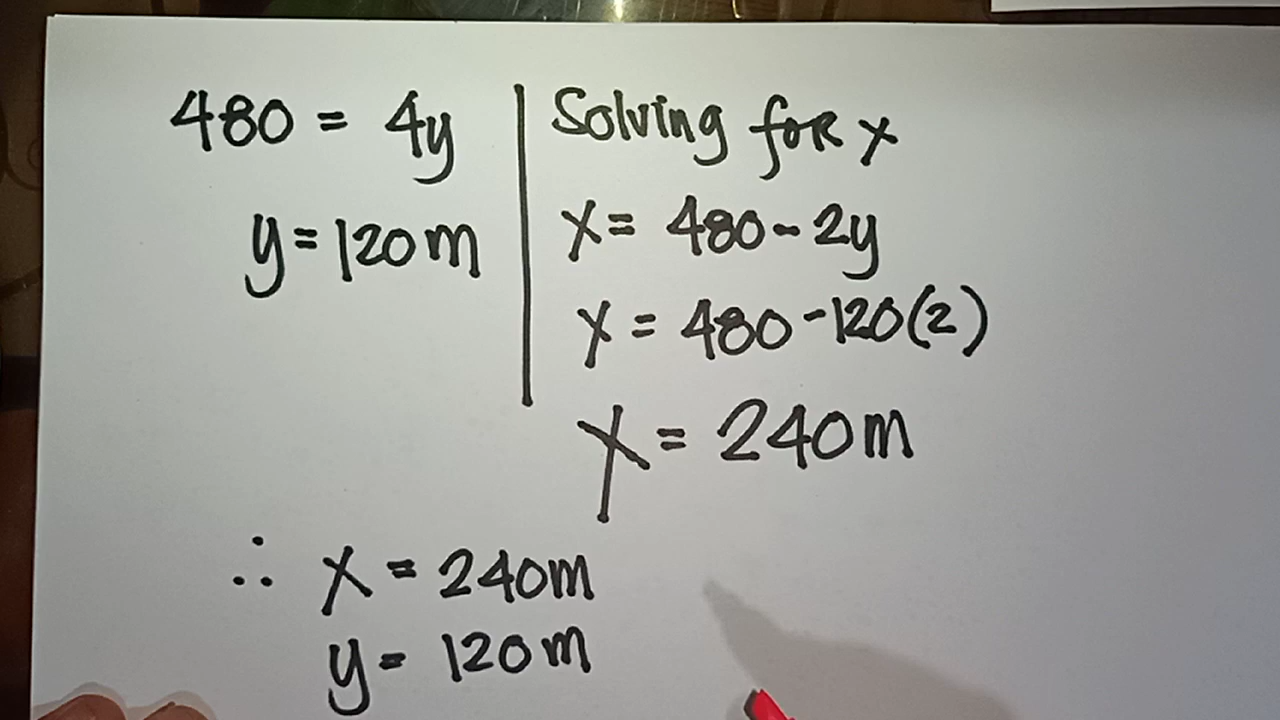 480 = 4y
y = 120m
Solving for x
x = 480 - 2y
x = 480 - 120(2)
x = 240m
∴ x = 240m
y = 120m